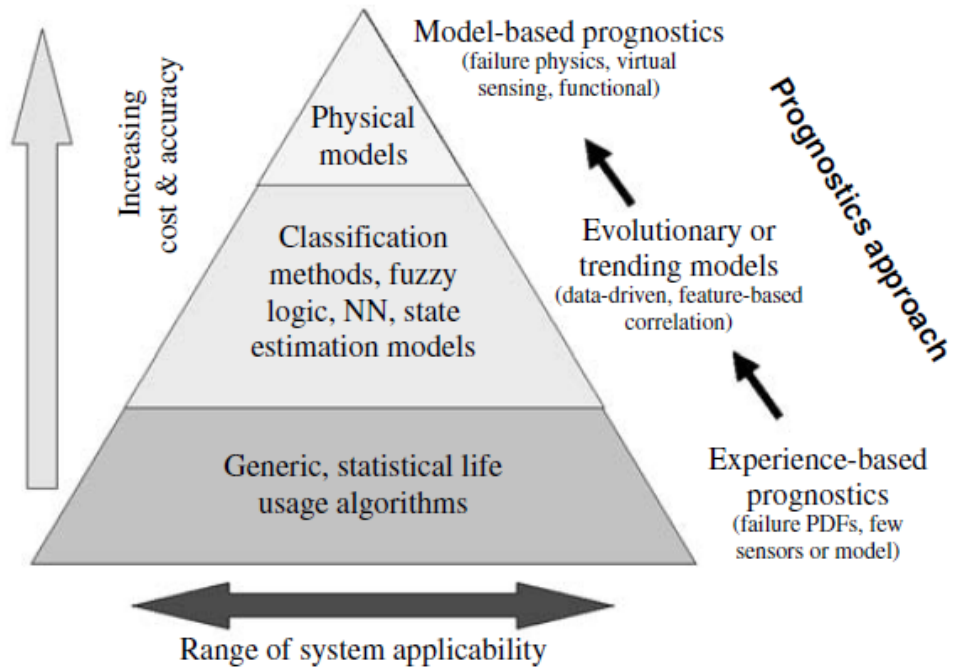 Model-based prognostics
(failure physics, virtual
sensing, functional)
Increasing
cost & accuracy
Physical
models
Prognostics approach
Evolutionary or
trending models
(data-driven, feature-based
correlation)
Classification
methods, fuzzy
logic, NN, state
estimation models
Experience-based
prognostics
(failure PDFs, few
sensors or model)
Generic, statistical life
usage algorithms
Range of system applicability